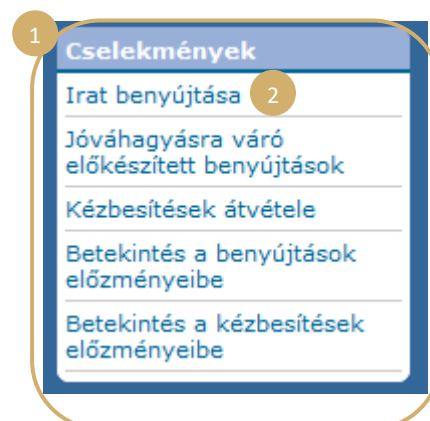 1
Cselekmények
Irat benyújtása 2
Jóváhagyásra váró
előkészített benyújtások
Kézbesítések átvétele
Betekintés a benyújtások
előzményeibe
Betekintés a kézbesítések
előzményeibe